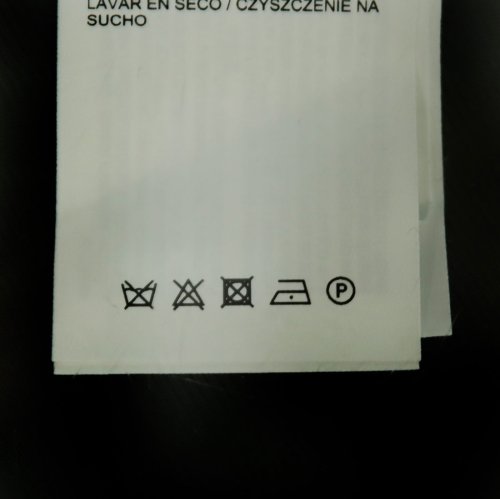 LAVAR EN SECO / CZYSZCZENIE NA
SUCHO
P